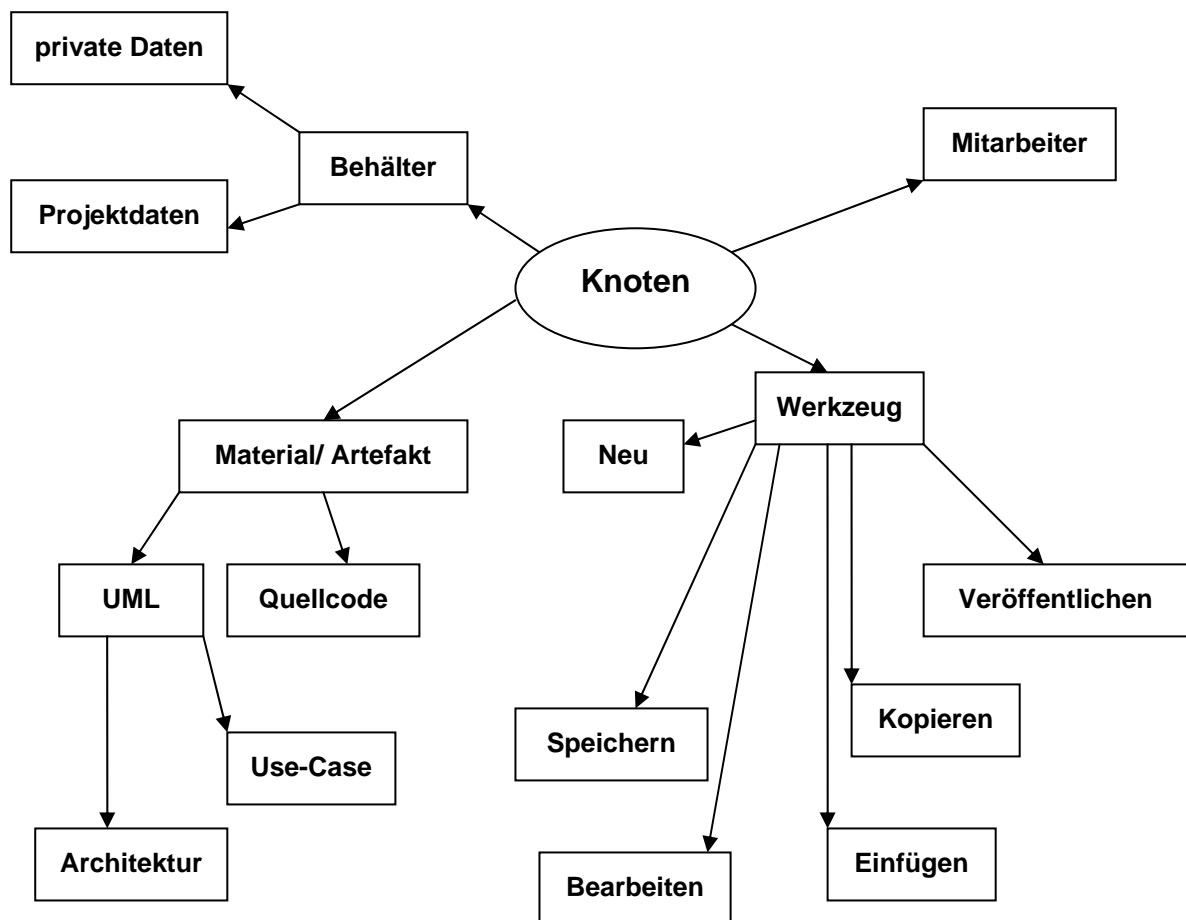 private Daten
Mitarbeiter
Behälter
Projektdaten
Knoten
Werkzeug
Material/ Artefakt
Neu
UML
Quellcode
Veröffentlichen
Kopieren
Speichern
Use-Case
Architektur
Einfügen
Bearbeiten